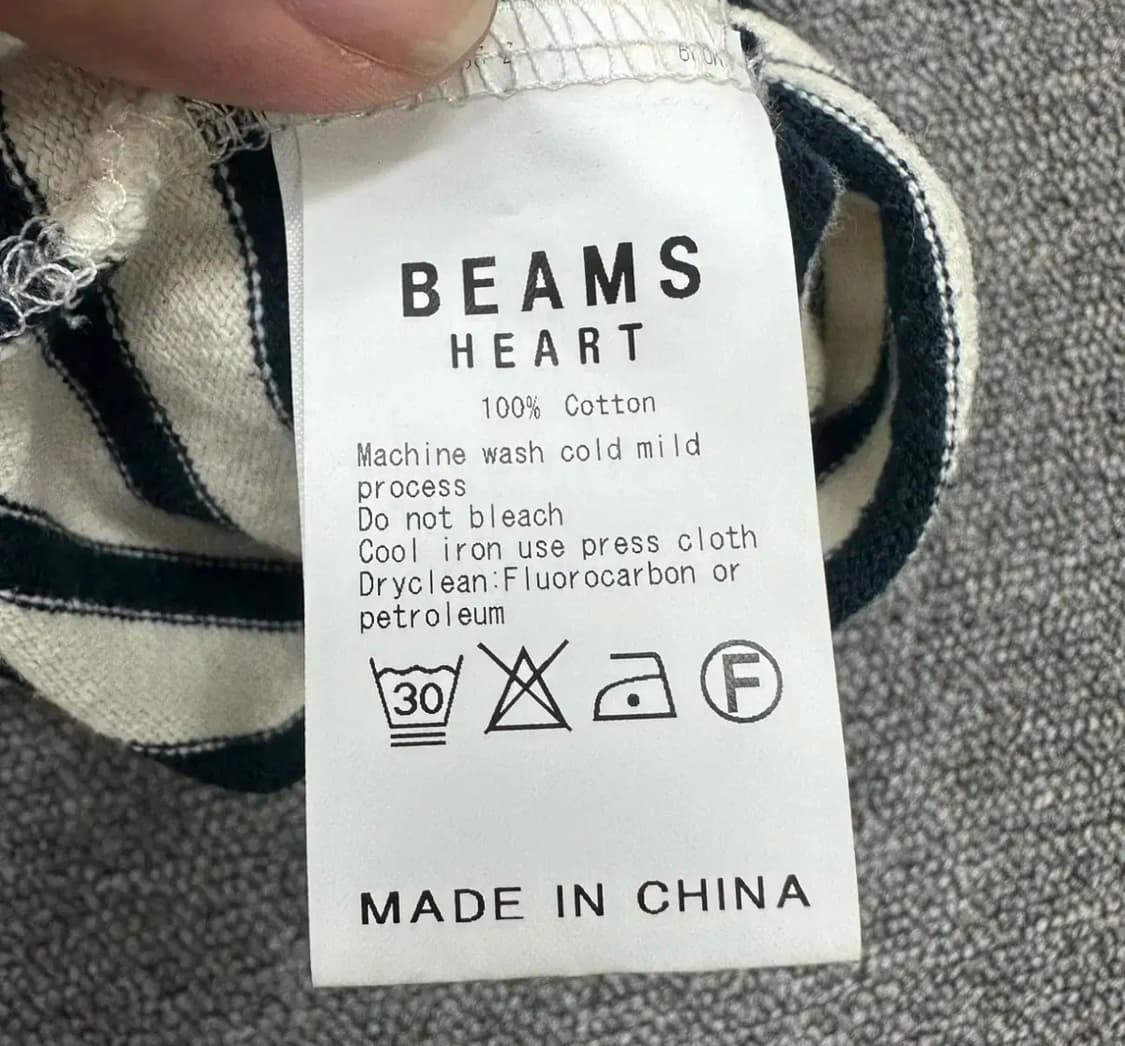 BEAMS
HEART
100% Cotton
Machine wash cold mild
process
Do not bleach
Cool iron use press cloth
Dryclean:Fluorocarbon or
petroleum
30
F
MADE IN CHINA